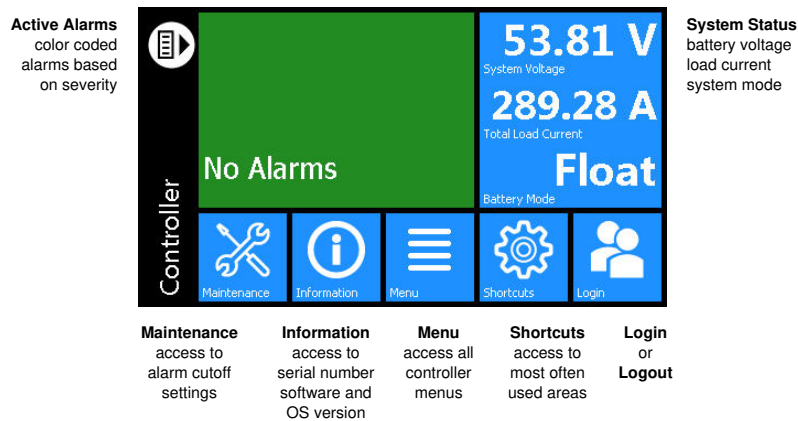 Active Alarms
color coded
alarms based
on severity
Controller
No Alarms
53.81 V
System Voltage
289.28 A
Total Load Current
Float
Battery Mode
Maintenance
Information
Menu
Shortcuts
Login
System Status
battery voltage
load current
system mode
Maintenance
access to
alarm cutoff
settings
Information
access to
serial number
software and
OS version
Menu
access all
controller
menus
Shortcuts
access to
most often
used areas
Login
or
Logout